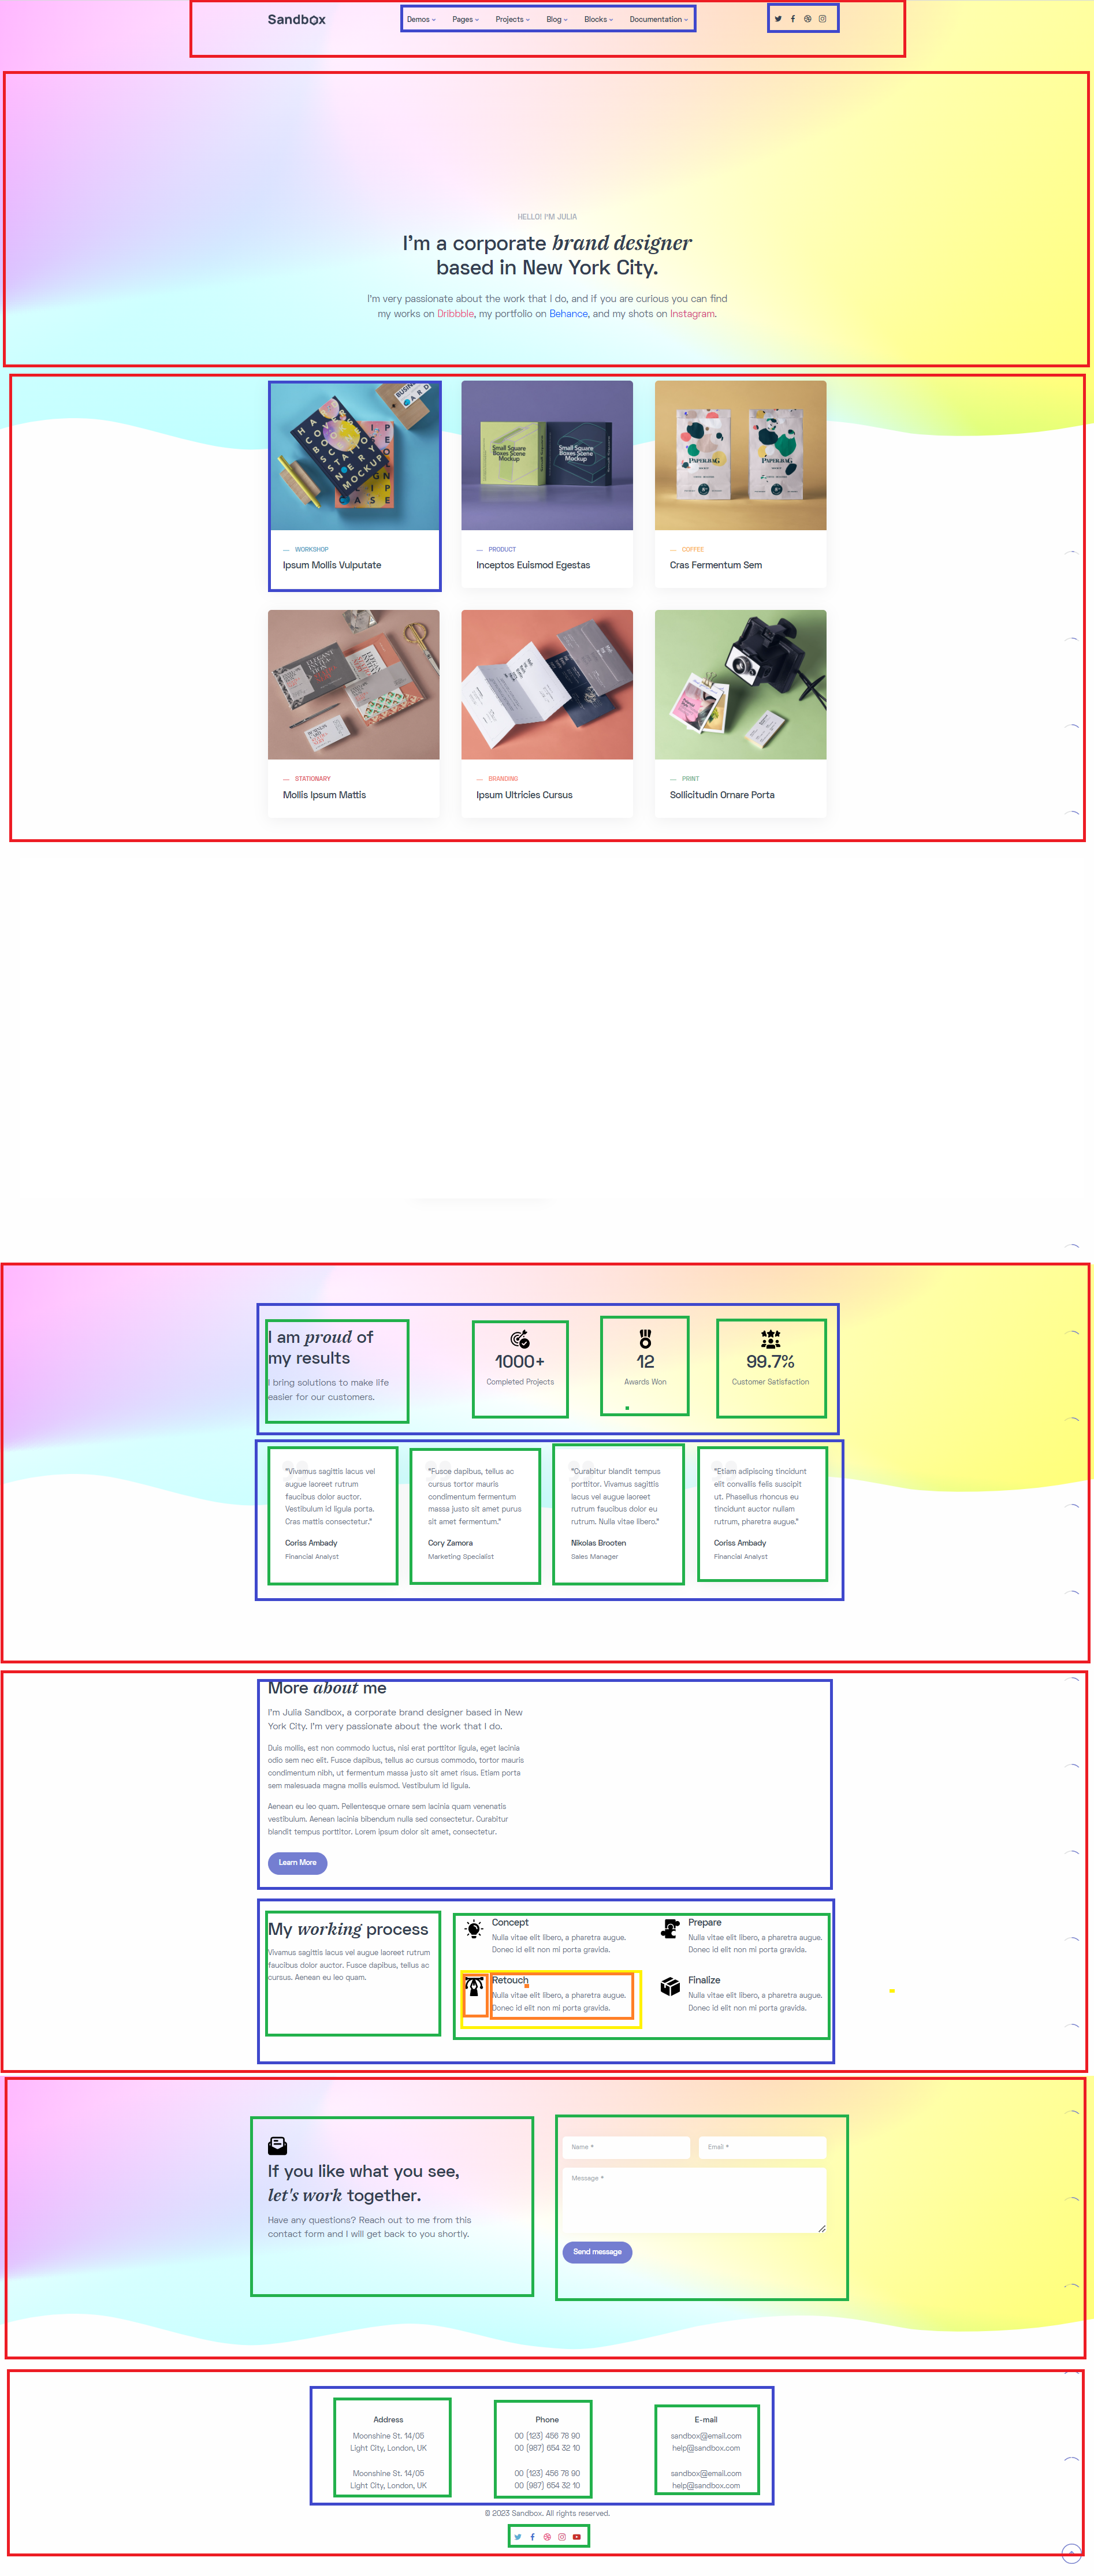 Sandbox
Demos Pages Projects Blog Blocks Documentation
HELLO! I'M JULIA
I'm a corporate brand designer
based in New York City.
I'm very passionate about the work that I do, and if you are curious you can find
my works on Dribbble, my portfolio on Behance, and my shots on Instagram.
Small Square
Boxes Scene
Mockup
Small Square
Boxes Scene
Mockup
PAPERBAG
PAPERBAG
— WORKSHOP
Ipsum Mollis Vulputate
— PRODUCT
Inceptos Euismod Egestas
— COFFEE
Cras Fermentum Sem
— STATIONARY
Mollis Ipsum Mattis
— BRANDING
Ipsum Ultricies Cursus
— PRINT
Sollicitudin Ornare Porta
I am proud of
my results
I bring solutions to make life
easier for our customers.
1000+
Completed Projects
12
Awards Won
99.7%
Customer Satisfaction
"Vivamus sagittis lacus vel
augue laoreet rutrum
faucibus dolor auctor.
Vestibulum id ligula porta.
Cras mattis consectetur."
Coriss Ambady
Financial Analyst
"Fusce dapibus, tellus ac
cursus tortor mauris
condimentum fermentum
massa justo sit amet purus
sit amet fermentum."
Cory Zamora
Marketing Specialist
"Curabitur blandit tempus
porttitor. Vivamus sagittis
lacus vel augue laoreet
rutrum faucibus dolor eu
rutrum. Nulla vitae libero."
Nikolas Brooten
Sales Manager
"Etiam adipiscing tincidunt
elit convallis felis suscipit
ut. Phasellus rhoncus eu
tincidunt auctor nullam
rutrum, pharetra augue."
Coriss Ambady
Financial Analyst
More about me
I'm Julia Sandbox, a corporate brand designer based in New
York City. I'm very passionate about the work that I do.
Duis mollis, est non commodo luctus, nisi erat porttitor ligula, eget lacinia
odio sem nec elit. Fusce dapibus, tellus ac cursus commodo, tortor mauris
condimentum nibh, ut fermentum massa justo sit amet risus. Etiam porta
sem malesuada magna mollis euismod. Vestibulum id ligula.
Aenean eu leo quam. Pellentesque ornare sem lacinia quam venenatis
vestibulum. Aenean lacinia bibendum nulla sed consectetur. Curabitur
blandit tempus porttitor. Lorem ipsum dolor sit amet, consectetur.
Learn More
My working process
Vivamus sagittis lacus vel augue laoreet rutrum
faucibus dolor auctor. Fusce dapibus, tellus ac
cursus. Aenean eu leo quam.
Concept
Nulla vitae elit libero, a pharetra augue.
Donec id elit non mi porta gravida.
Prepare
Nulla vitae elit libero, a pharetra augue.
Donec id elit non mi porta gravida.
Retouch
Nulla vitae elit libero, a pharetra augue.
Donec id elit non mi porta gravida.
Finalize
Nulla vitae elit libero, a pharetra augue.
Donec id elit non mi porta gravida.
If you like what you see,
let's work together.
Have any questions? Reach out to me from this
contact form and I will get back to you shortly.
Name *
Email *
Message *
Send message
Address
Moonshine St. 14/05
Light City, London, UK
Moonshine St. 14/05
Light City, London, UK
Phone
00 (123) 456 78 90
00 (987) 654 32 10
00 (123) 456 78 90
00 (987) 654 32 10
E-mail
sandbox@email.com
help@sandbox.com
sandbox@email.com
help@sandbox.com
© 2023 Sandbox. All rights reserved.